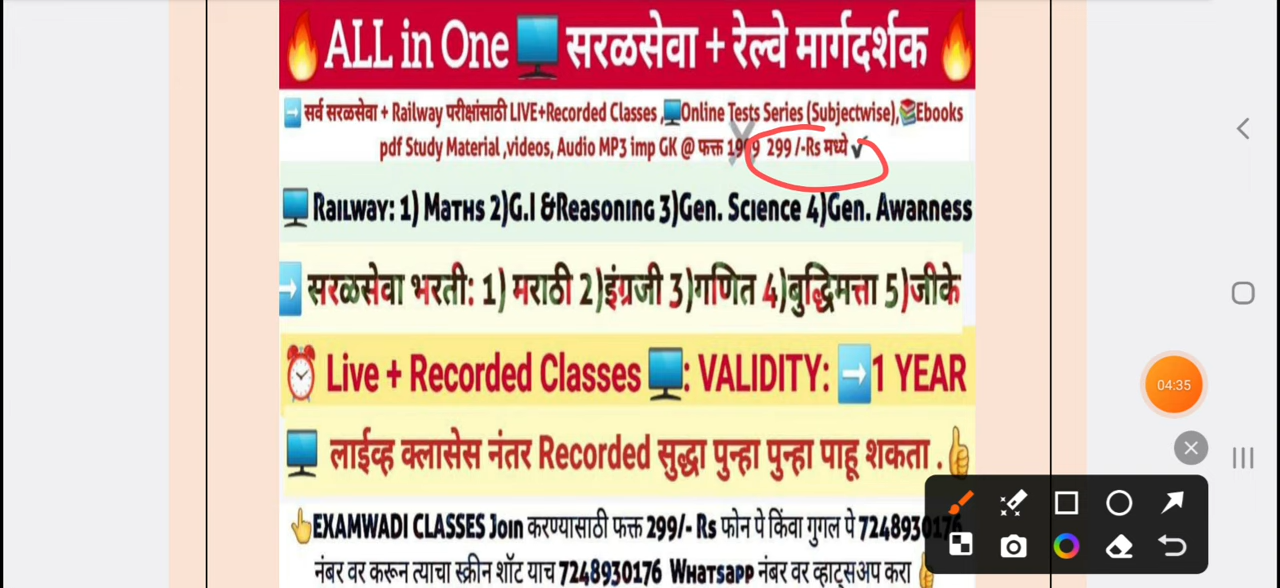 ALL in One सरळसेवा + रेल्वे मार्गदर्शक
सर्व सरळसेवा + Railway परीक्षांसाठी LIVE+Recorded Classes ,Online Tests Series (Subjectwise),Ebooks
pdf Study Material ,videos, Audio MP3 imp GK @ फक्त 299 /-Rs मध्ये
Railway: 1) Maths 2)G.I &Reasoning 3)Gen. Science 4)Gen. Awarness
सरळसेवा भरती: 1) मराठी 2)इंग्रजी 3)गणित 4)बुद्धिमत्ता 5)जीके
Live + Recorded Classes : VALIDITY: 1 YEAR
लाईव्ह क्लासेस नंतर Recorded सुद्धा पुन्हा पुन्हा पाहू शकता .
EXAMWADI CLASSES Join करण्यासाठी फक्त 299/- Rs फोन पे किंवा गुगल पे 7248930176
नंबर वर करून त्याचा स्क्रीन शॉट याच 7248930176 Whatsapp नंबर वर व्हाट्सअप करा
04:35